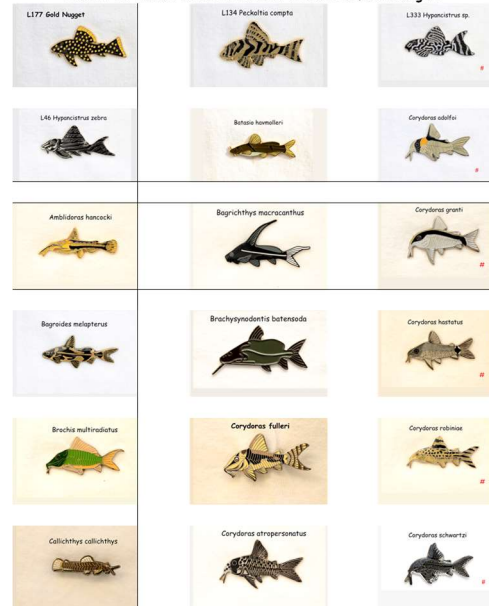 L177 Gold Nugget
L134 Peckoltia compta
L333 Hypancistrus sp.
#
L46 Hypancistrus zebra
Batasio havmolleri
Corydoras adolfoi
#
Amblidoras hancocki
Bagrichthys macracanthus
Corydoras granti
#
Bagroides melapterus
Brachysynodontis batensoda
Corydoras hastatus
#
Brochis multiradiatus
Corydoras fulleri
Corydoras robiniae
#
Callichthys callichthys
Corydoras atropersonatus
Corydoras schwartzi
#